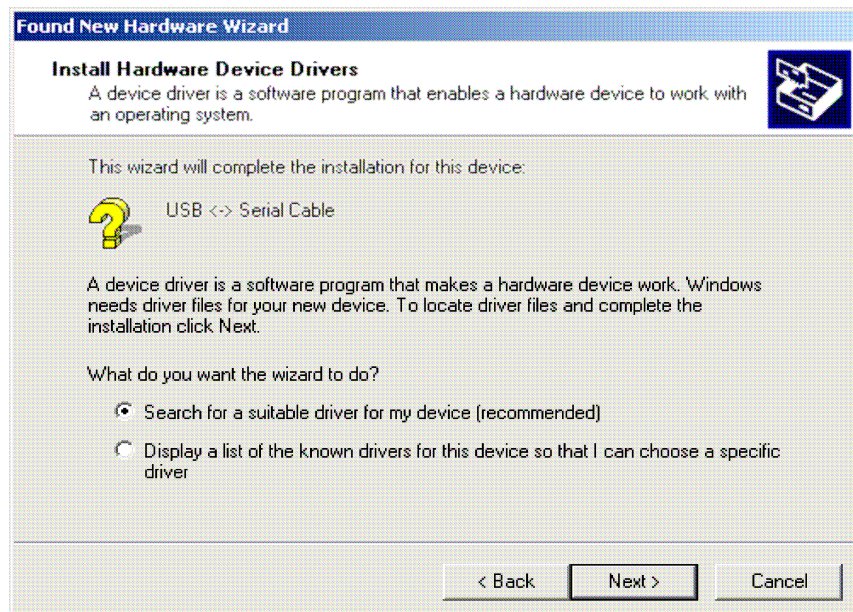 Found New Hardware Wizard
Install Hardware Device Drivers
A device driver is a software program that enables a hardware device to work with
an operating system.
This wizard will complete the installation for this device:
USB <-> Serial Cable
A device driver is a software program that makes a hardware device work. Windows
needs driver files for your new device. To locate driver files and complete the
installation click Next.
What do you want the wizard to do?
Search for a suitable driver for my device (recommended)
Display a list of the known drivers for this device so that I can choose a specific
driver
< Back
Next >
Cancel